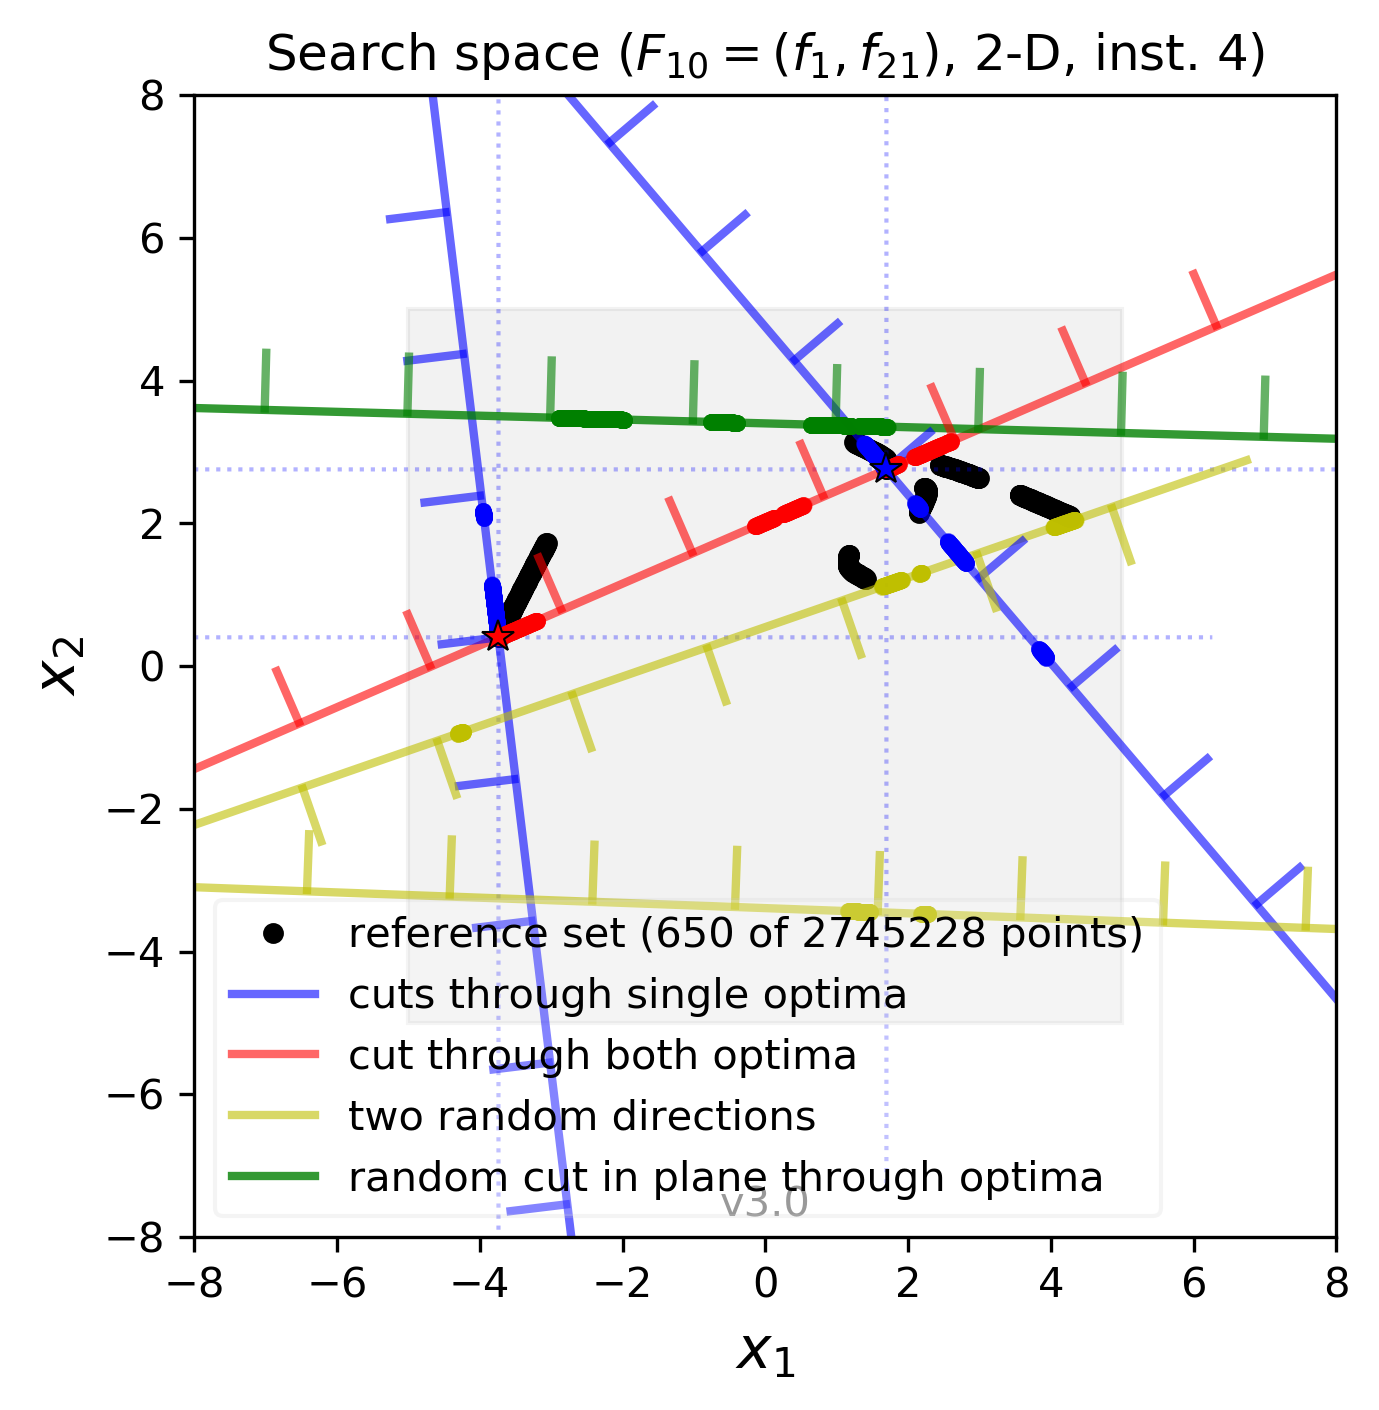 Search space (F₁₀ = (f₁, f₂₁), 2-D, inst. 4)
8
6
4
2
0
−2
−4
−6
−8
x₂
reference set (650 of 2745228 points)
cuts through single optima
cut through both optima
two random directions
random cut in plane through optima
v3.0
−8 −6 −4 −2 0 2 4 6 8
x₁